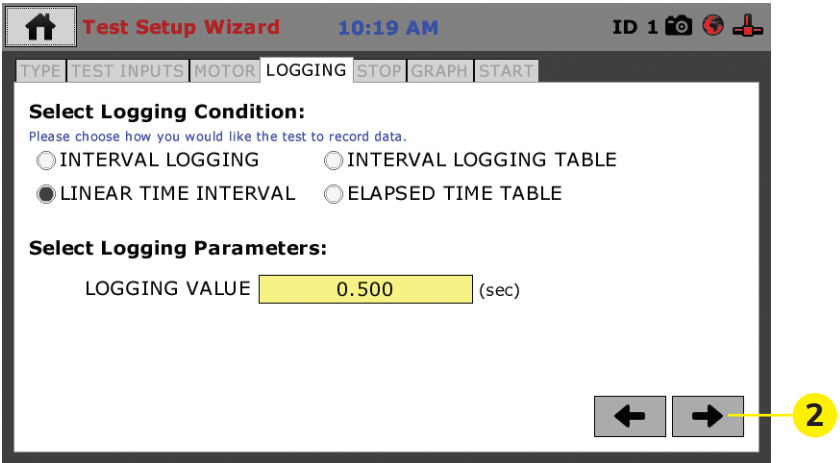 Test Setup Wizard 10:19 AM ID 1
TYPE TEST INPUTS MOTOR LOGGING STOP GRAPH START
Select Logging Condition:
Please choose how you would like the test to record data.
INTERVAL LOGGING INTERVAL LOGGING TABLE
LINEAR TIME INTERVAL ELAPSED TIME TABLE
Select Logging Parameters:
LOGGING VALUE 0.500 (sec)
2